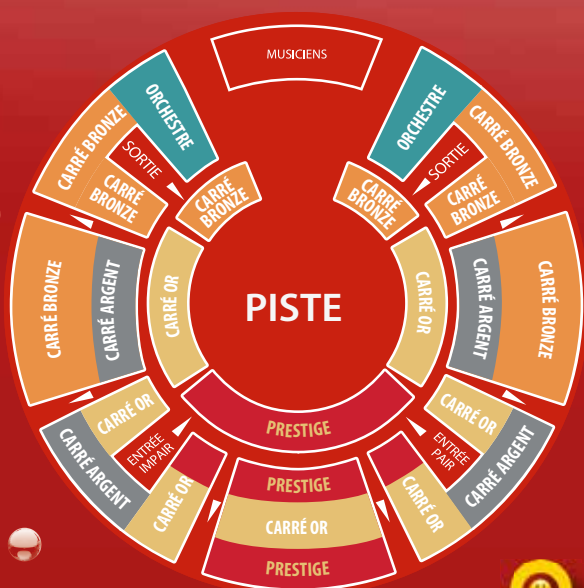 MUSICIENS
ORCHESTRE
ORCHESTRE
CARRÉ BRONZE
SORTIE
CARRÉ
BRONZE
CARRÉ
BRONZE
CARRÉ
BRONZE
SORTIE
CARRÉ BRONZE
CARRÉ
BRONZE
CARRÉ BRONZE
CARRÉ ARGENT
CARRÉ OR
PISTE
CARRÉ OR
CARRÉ ARGENT
CARRÉ BRONZE
CARRÉ OR
PRESTIGE
CARRÉ OR
CARRÉ ARGENT
ENTRÉE
IMPAIR
CARRÉ OR
PRESTIGE
CARRÉ OR
PRESTIGE
CARRÉ OR
ENTRÉE
PAIR
CARRÉ ARGENT